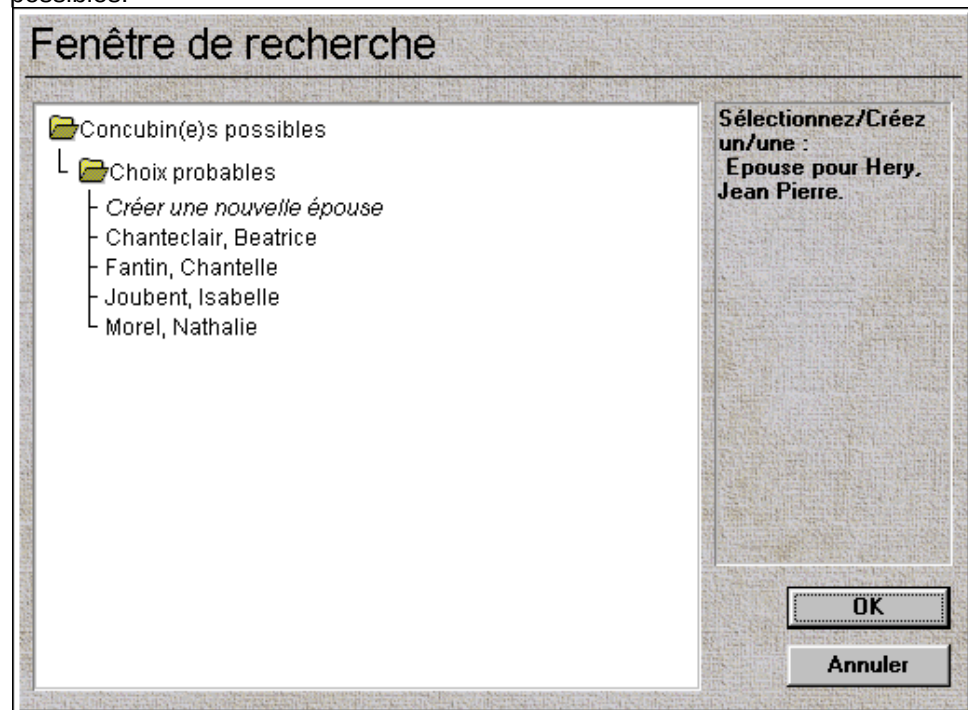 possibles.
Fenêtre de recherche
Concubin(e)s possibles
Choix probables
Créer une nouvelle épouse
Chanteclair, Beatrice
Fantin, Chantelle
Joubent, Isabelle
Morel, Nathalie
Sélectionnez/Créez
un/une :
Epouse pour Hery,
Jean Pierre.
OK
Annuler